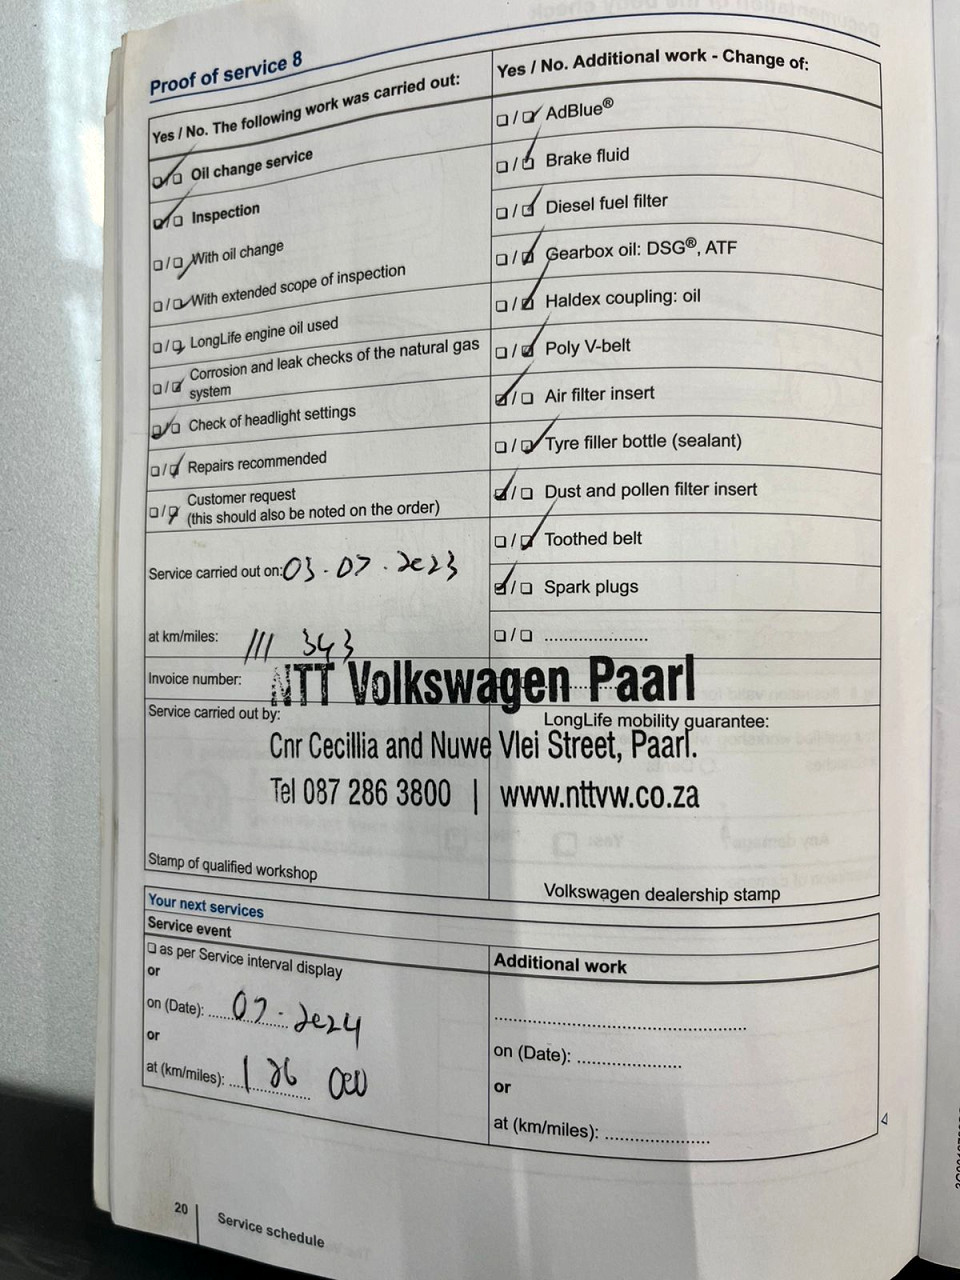 Proof of service 8
Yes / No. The following work was carried out:
☑/☐ Oil change service
☑/☐ Inspection
☐/☑ With oil change
☐/☑ With extended scope of inspection
☐/☑ LongLife engine oil used
☐/☑ Corrosion and leak checks of the natural gas
system
☑/☐ Check of headlight settings
☐/☑ Repairs recommended
☐/☑ Customer request
(this should also be noted on the order)
Service carried out on: 03-07-2023
at km/miles: 111 343
Invoice number:
Service carried out by:
Yes / No. Additional work - Change of:
☐/☑ AdBlue®
☐/☑ Brake fluid
☐/☑ Diesel fuel filter
☐/☑ Gearbox oil: DSG®, ATF
☐/☑ Haldex coupling: oil
☐/☑ Poly V-belt
☑/☐ Air filter insert
☐/☑ Tyre filler bottle (sealant)
☑/☐ Dust and pollen filter insert
☐/☑ Toothed belt
☑/☐ Spark plugs
☐/☐ ......................
LongLife mobility guarantee:
NTT Volkswagen Paarl
Cnr Cecillia and Nuwe Vlei Street, Paarl.
Tel 087 286 3800 | www.nttvw.co.za
Stamp of qualified workshop
Volkswagen dealership stamp
Your next services
Service event
☐ as per Service interval display
or
on (Date): 07-2024
or
at (km/miles): 126 000
Additional work
......................
on (Date): ......................
or
at (km/miles): ......................
20
Service schedule